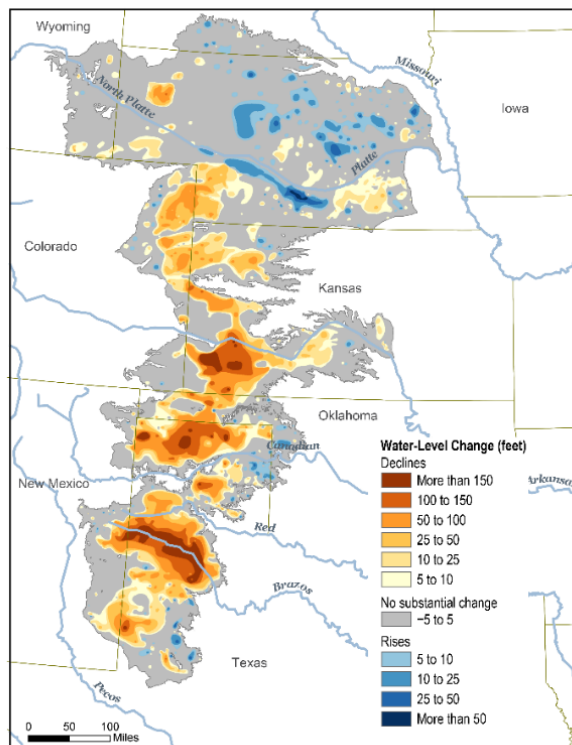 Wyoming
Missouri
North Platte
Iowa
Platte
Colorado
Kansas
Oklahoma
Canadian
New Mexico
Arkansas
Red
Brazos
Texas
Pecos
Water-Level Change (feet)
Declines
More than 150
100 to 150
50 to 100
25 to 50
10 to 25
5 to 10
No substantial change
−5 to 5
Rises
5 to 10
10 to 25
25 to 50
More than 50
0 50 100
Miles